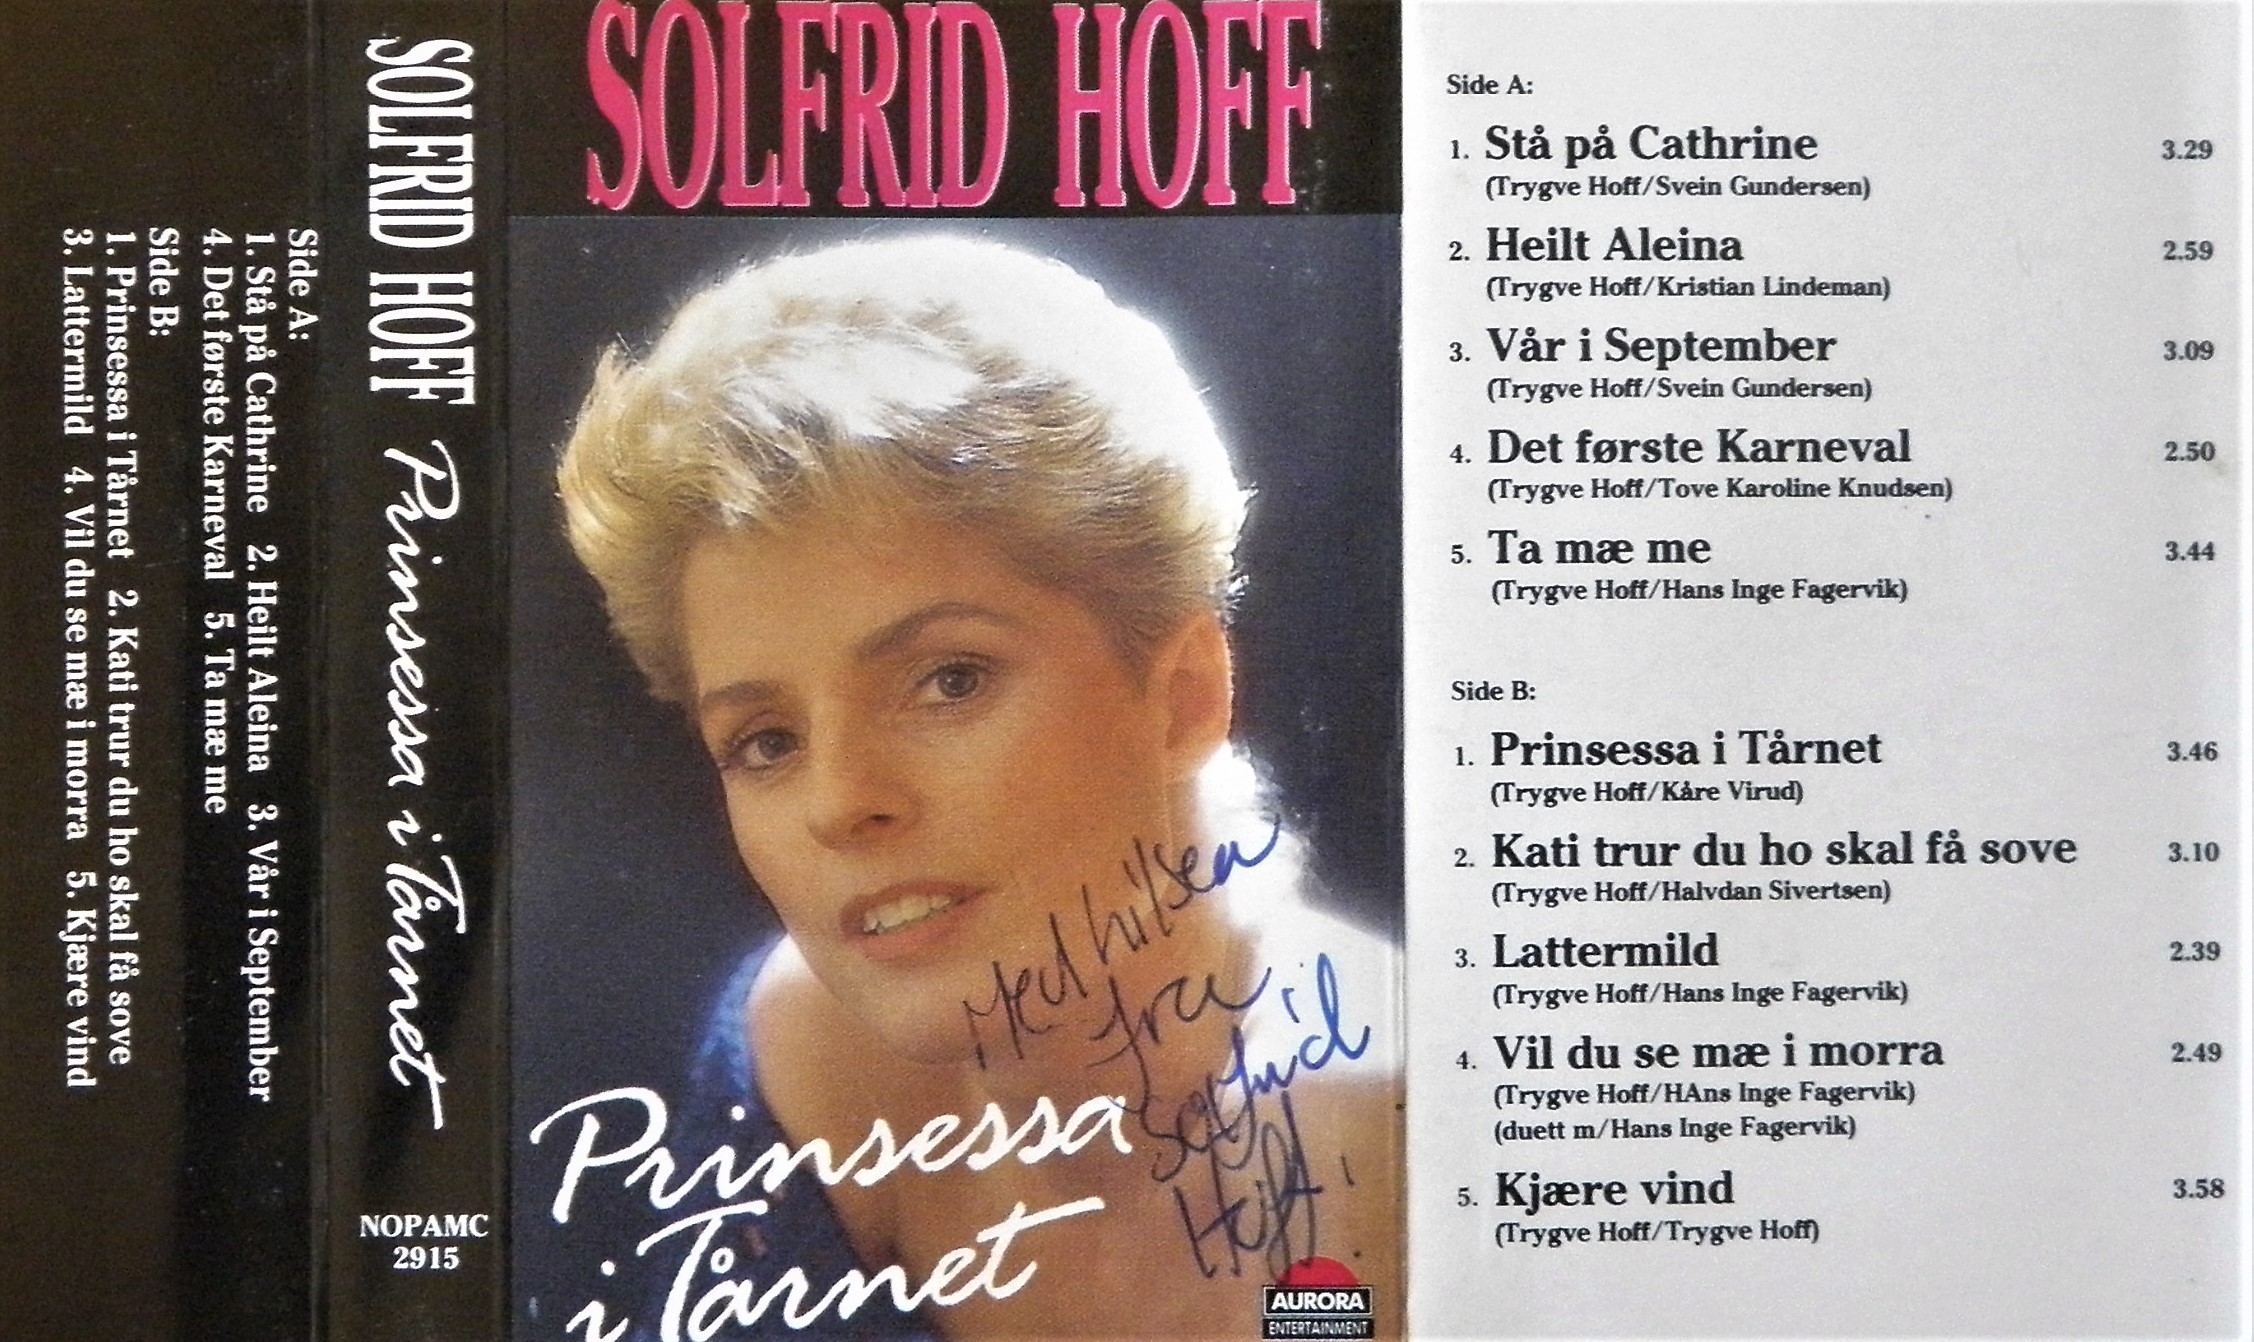 Side A:
1. Stå på Cathrine 2. Heilt Aleina 3. Vår i September
4. Det første Karneval 5. Ta mæ me
Side B:
1. Prinsessa i Tårnet 2. Kati trur du ho skal få sove
3. Lattermild 4. Vil du se mæ i morra 5. Kjære vind
SOLFRID HOFF Prinsessa i Tårnet
NOPAMC
2915
SOLFRID HOFF
Med hilsen
fra
Solfrid
Hoff!
Prinsessa
i Tårnet
AURORA
ENTERTAINMENT
Side A:
1. Stå på Cathrine 3.29
(Trygve Hoff/Svein Gundersen)
2. Heilt Aleina 2.59
(Trygve Hoff/Kristian Lindeman)
3. Vår i September 3.09
(Trygve Hoff/Svein Gundersen)
4. Det første Karneval 2.50
(Trygve Hoff/Tove Karoline Knudsen)
5. Ta mæ me 3.44
(Trygve Hoff/Hans Inge Fagervik)
Side B:
1. Prinsessa i Tårnet 3.46
(Trygve Hoff/Kåre Virud)
2. Kati trur du ho skal få sove 3.10
(Trygve Hoff/Halvdan Sivertsen)
3. Lattermild 2.39
(Trygve Hoff/Hans Inge Fagervik)
4. Vil du se mæ i morra 2.49
(Trygve Hoff/HAns Inge Fagervik)
(duett m/Hans Inge Fagervik)
5. Kjære vind 3.58
(Trygve Hoff/Trygve Hoff)